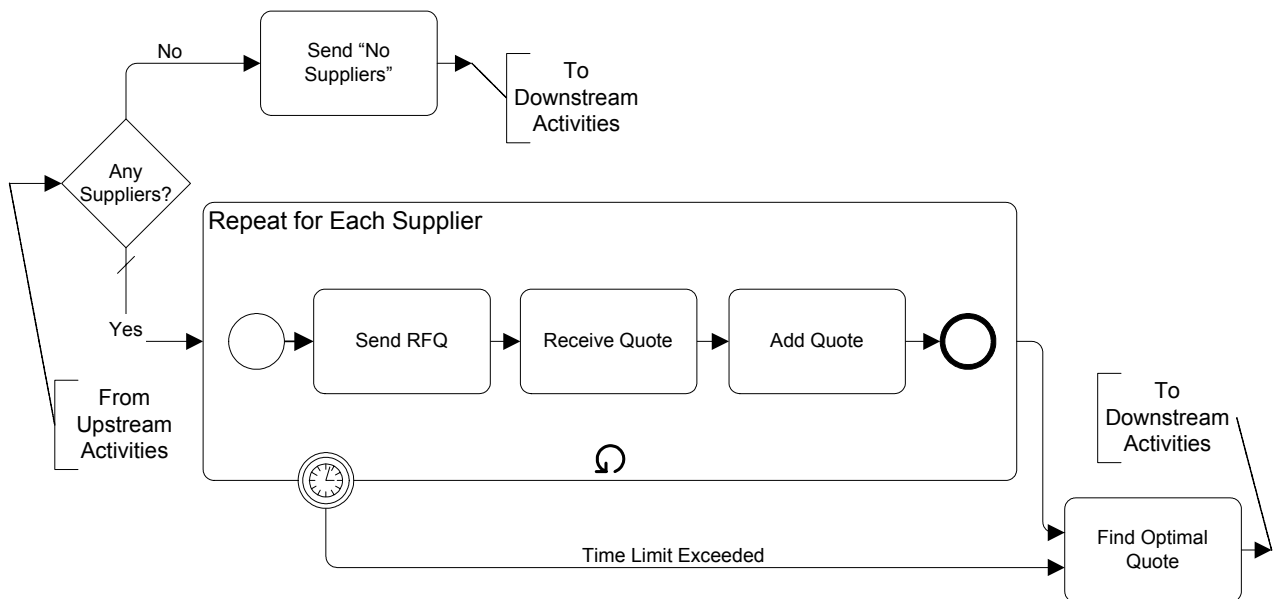 No
Send “No
Suppliers”
To
Downstream
Activities
Any
Suppliers?
Repeat for Each Supplier
Yes
Send RFQ
Receive Quote
Add Quote
From
Upstream
Activities
To
Downstream
Activities
Time Limit Exceeded
Find Optimal
Quote